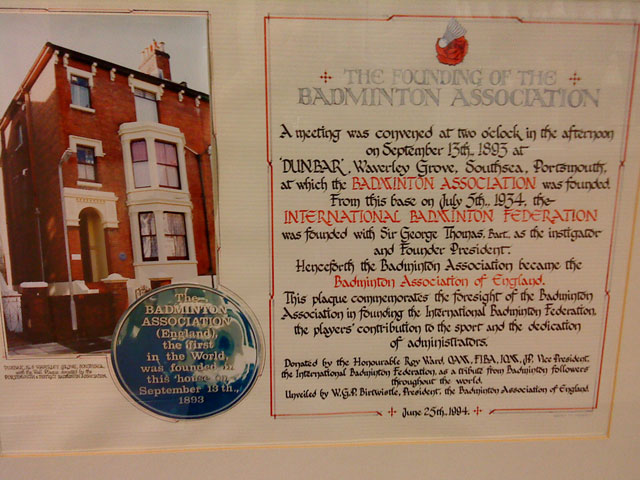 THE FOUNDING OF THE
BADMINTON ASSOCIATION
A meeting was convened at two o'clock in the afternoon
on September 13th., 1893 at
'DUNBAR', Waverley Grove, Southsea, Portsmouth,
at which the BADMINTON ASSOCIATION was founded.
From this base on July 5th., 1934, the
INTERNATIONAL BADMINTON FEDERATION
was founded with Sir George Thomas, Bart., as the instigator
and Founder President.
Henceforth the Badminton Association became the
Badminton Association of England.
This plaque commemorates the foresight of the Badminton
Association in founding the International Badminton Federation,
the players' contribution to the sport and the dedication
of administrators.
Donated by the Honourable Roy Ward, Vice President,
the International Badminton Federation, as a tribute from Badminton followers
throughout the world.
Unveiled by W.G.P. Birtwistle, President, the Badminton Association of England
June 25th., 1994.
The
BADMINTON
ASSOCIATION
(England)
the first
in the World,
was founded in
this house on
September 13th.,
1893